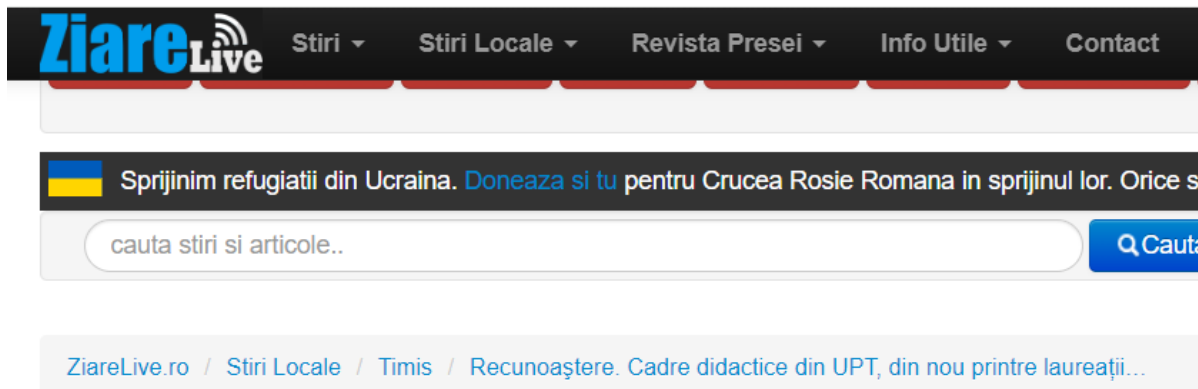 ZiareLive Stiri Stiri Locale Revista Presei Info Utile Contact
Sprijinim refugiatii din Ucraina. Doneaza si tu pentru Crucea Rosie Romana in sprijinul lor. Orice s
cauta stiri si articole.. Cauta
ZiareLive.ro / Stiri Locale / Timis / Recunoaștere. Cadre didactice din UPT, din nou printre laureații...